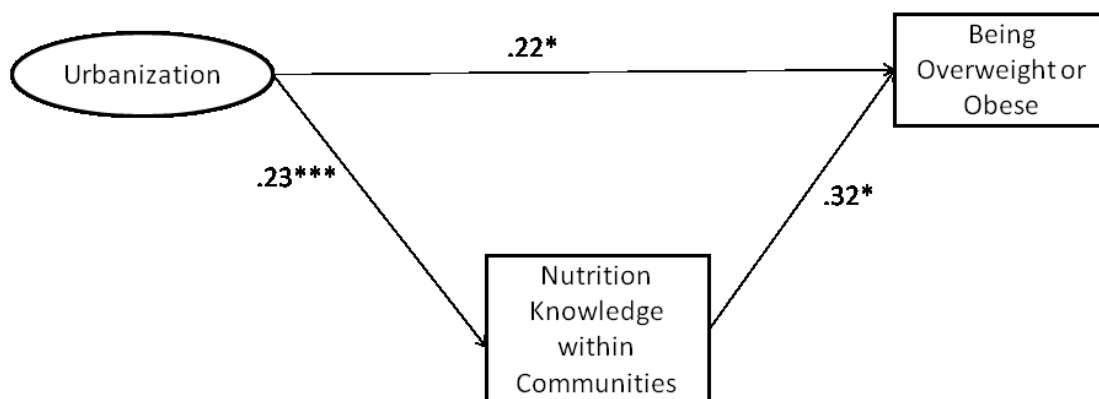 Urbanization
.22*
Being
Overweight or
Obese
.23***
.32*
Nutrition
Knowledge
within
Communities